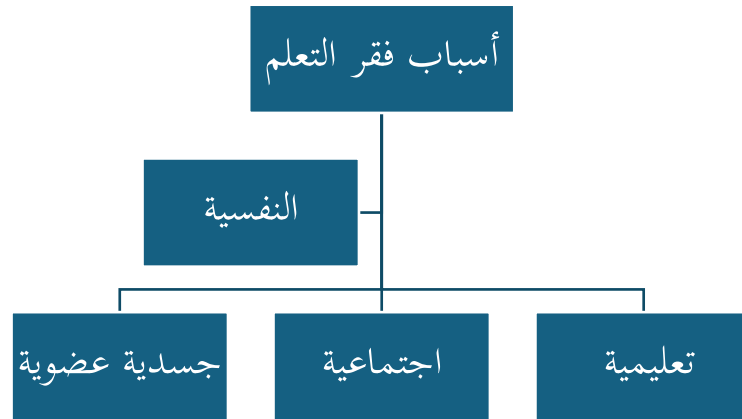 أسباب فقر التعلم
النفسية
تعليمية
اجتماعية
جسدية عضوية